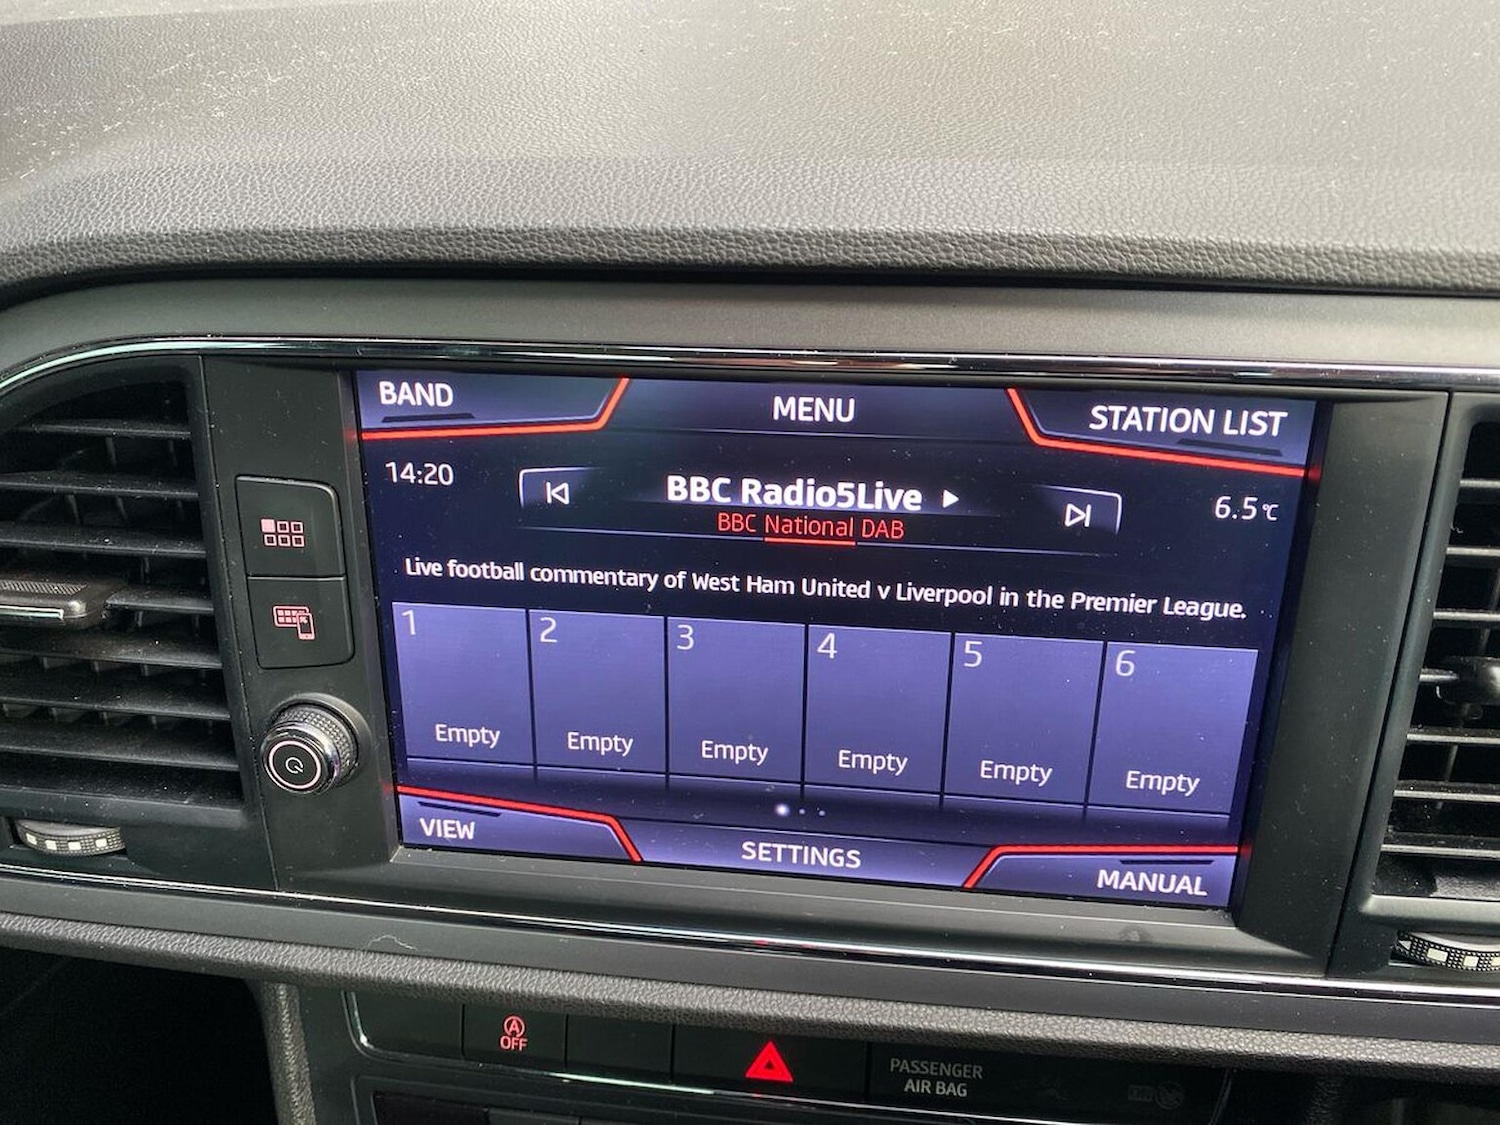 BAND
MENU
STATION LIST
14:20
BBC Radio5Live
6.5°C
BBC National DAB
Live football commentary of West Ham United v Liverpool in the Premier League.
1
2
3
4
5
6
Empty
Empty
Empty
Empty
Empty
Empty
VIEW
SETTINGS
MANUAL
A
OFF
PASSENGER
AIR BAG